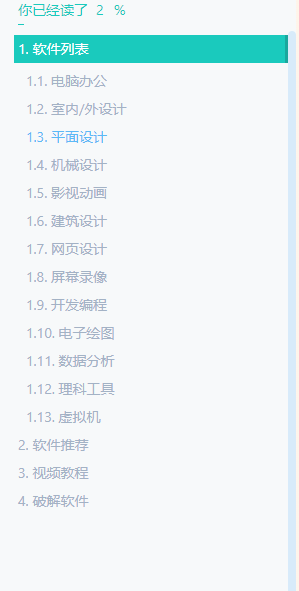 你已经读了 2 %
1. 软件列表
1.1. 电脑办公
1.2. 室内/外设计
1.3. 平面设计
1.4. 机械设计
1.5. 影视动画
1.6. 建筑设计
1.7. 网页设计
1.8. 屏幕录像
1.9. 开发编程
1.10. 电子绘图
1.11. 数据分析
1.12. 理科工具
1.13. 虚拟机
2. 软件推荐
3. 视频教程
4. 破解软件